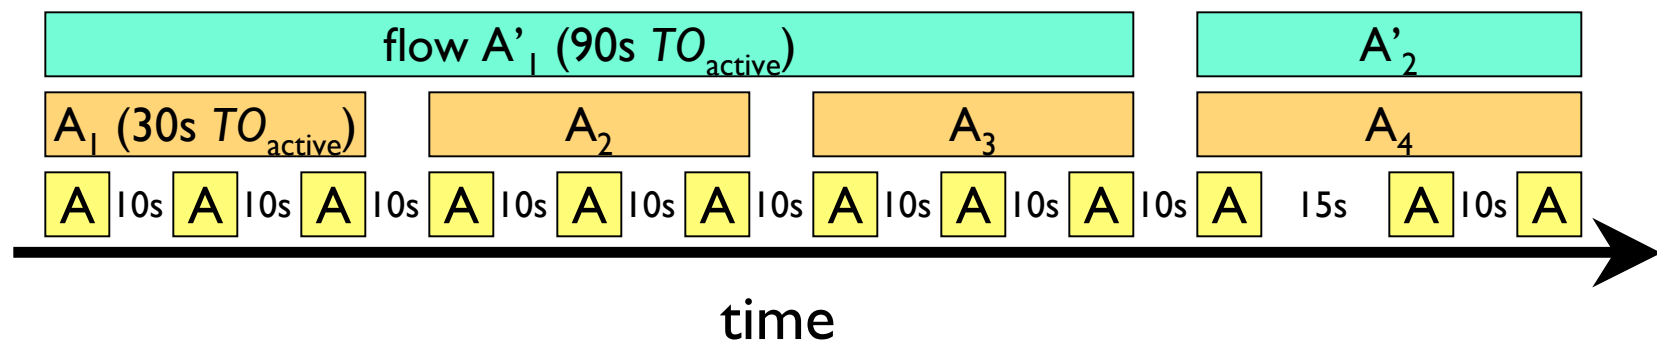 flow A’1 (90s TOactive) A’2
A1 (30s TOactive) A2 A3 A4
A 10s A 10s A 10s A 10s A 10s A 10s A 10s A 10s A 10s A 15s A 10s A
time